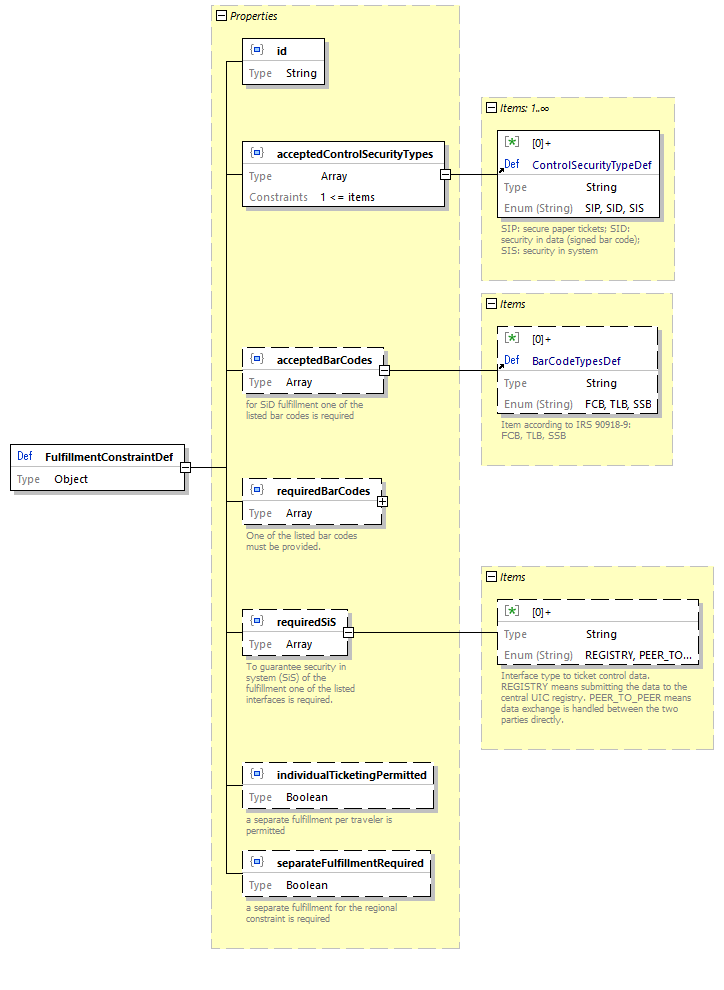 Properties
id
Type String
acceptedControlSecurityTypes
Type Array
Constraints 1 <= items
Items: 1..∞
[0]+
Def ControlSecurityTypeDef
Type String
Enum (String) SIP, SID, SIS
SIP: secure paper tickets; SID:
security in data (signed bar code);
SIS: security in system
acceptedBarCodes
Type Array
for SiD fulfillment one of the
listed bar codes is required
Items
[0]+
Def BarCodeTypesDef
Type String
Enum (String) FCB, TLB, SSB
Item according to IRS 90918-9:
FCB, TLB, SSB
Def FulfillmentConstraintDef
Type Object
requiredBarCodes
Type Array
One of the listed bar codes
must be provided.
requiredSiS
Type Array
To guarantee security in
system (SiS) of the
fulfillment one of the listed
interfaces is required.
Items
[0]+
Type String
Enum (String) REGISTRY, PEER_TO...
Interface type to ticket control data.
REGISTRY means submitting the data to the
central UIC registry. PEER_TO_PEER means
data exchange is handled between the two
parties directly.
individualTicketingPermitted
Type Boolean
a separate fulfillment per traveler is
permitted
separateFulfillmentRequired
Type Boolean
a separate fulfillment for the regional
constraint is required